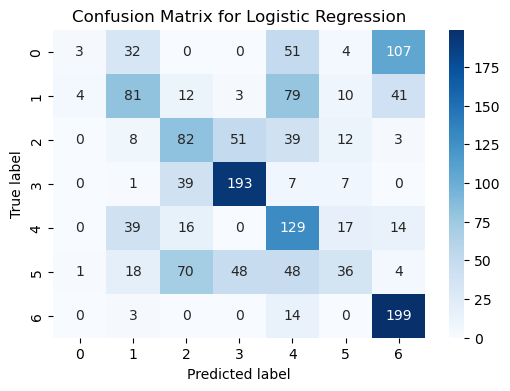 Confusion Matrix for Logistic Regression
0 3 32 0 0 51 4 107
1 4 81 12 3 79 10 41
2 0 8 82 51 39 12 3
3 0 1 39 193 7 7 0
4 0 39 16 0 129 17 14
5 1 18 70 48 48 36 4
6 0 3 0 0 14 0 199
0 1 2 3 4 5 6
True label
Predicted label
175
150
125
100
75
50
25
0